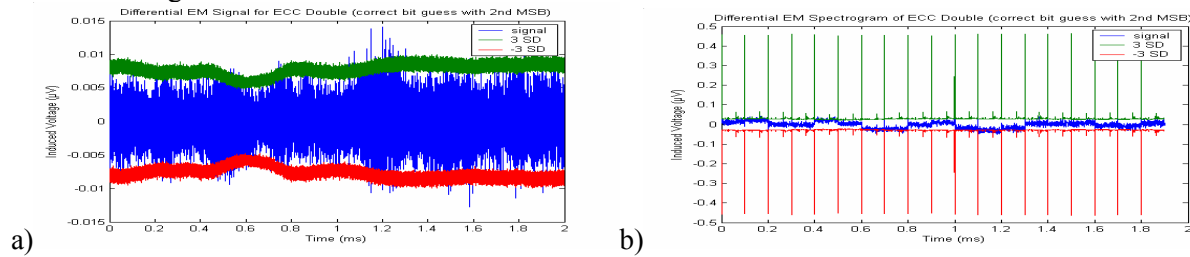 Differential EM Signal for ECC Double (correct bit guess with 2nd MSB)
0.015
0.01
0.005
0
-0.005
-0.01
-0.015
Induced Voltage (µV)
signal
3 SD
-3 SD
0 0.2 0.4 0.6 0.8 1 1.2 1.4 1.6 1.8 2
Time (ms)
a)
Differential EM Spectrogram of ECC Double (correct bit guess with 2nd MSB)
0.5
0.4
0.3
0.2
0.1
0
-0.1
-0.2
-0.3
-0.4
-0.5
Induced Voltage (µV)
signal
3 SD
-3 SD
0 0.2 0.4 0.6 0.8 1 1.2 1.4 1.6 1.8 2
Time (ms)
b)